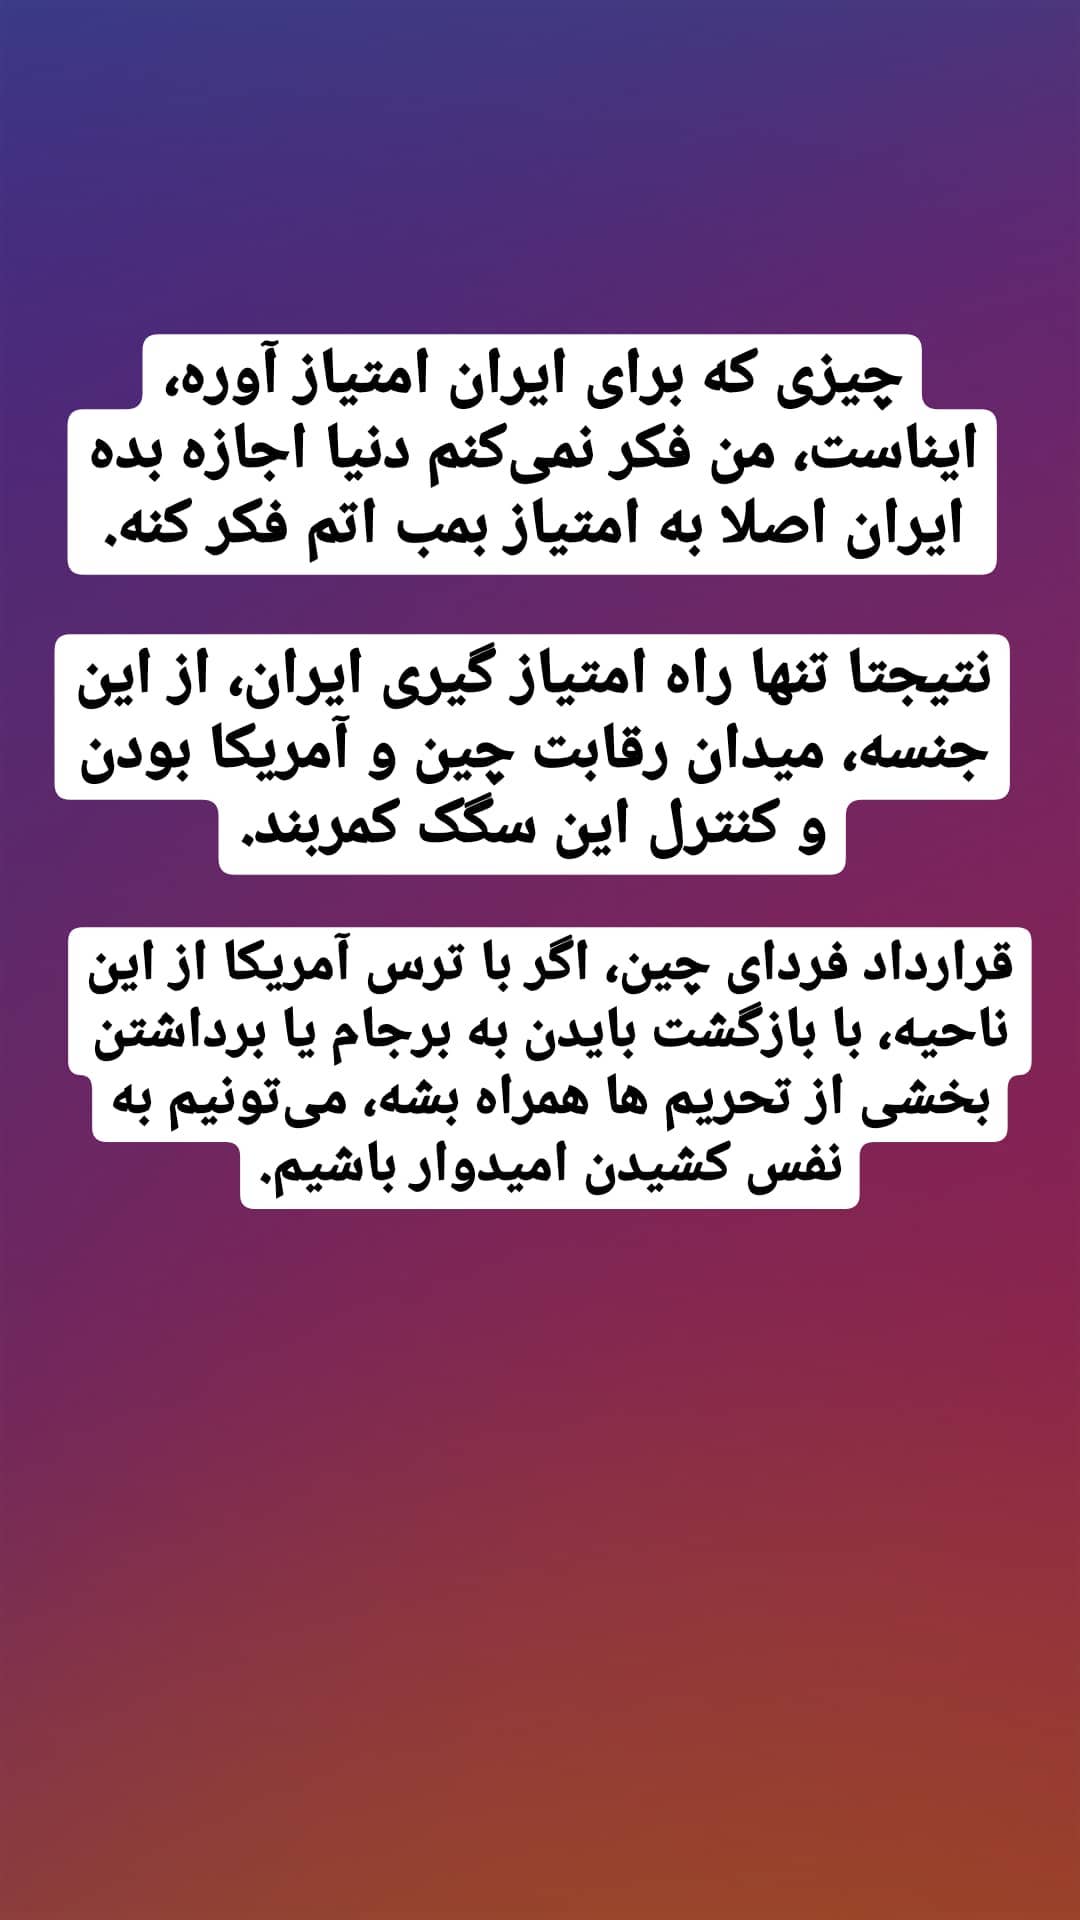 چیزی که برای ایران امتیاز آوره،
ایناست، من فکر نمی‌کنم دنیا اجازه بده
ایران اصلا به امتیاز بمب اتم فکر کنه.
نتیجتا تنها راه امتیاز گیری ایران، از این
جنسه، میدان رقابت چین و آمریکا بودن
و کنترل این سگک کمربند.
قرارداد فردای چین، اگر با ترس آمریکا از این
ناحیه، با بازگشت بایدن به برجام یا برداشتن
بخشی از تحریم ها همراه بشه، می‌تونیم به
نفس کشیدن امیدوار باشیم.